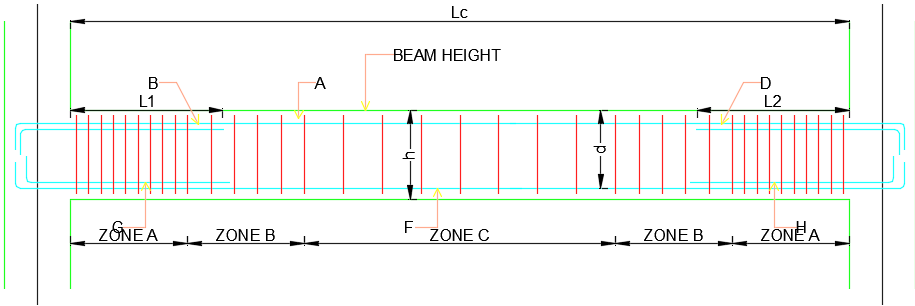 Lc
BEAM HEIGHT
B
A
D
L1
L2
h
d
G
F
H
ZONE A
ZONE B
ZONE C
ZONE B
ZONE A